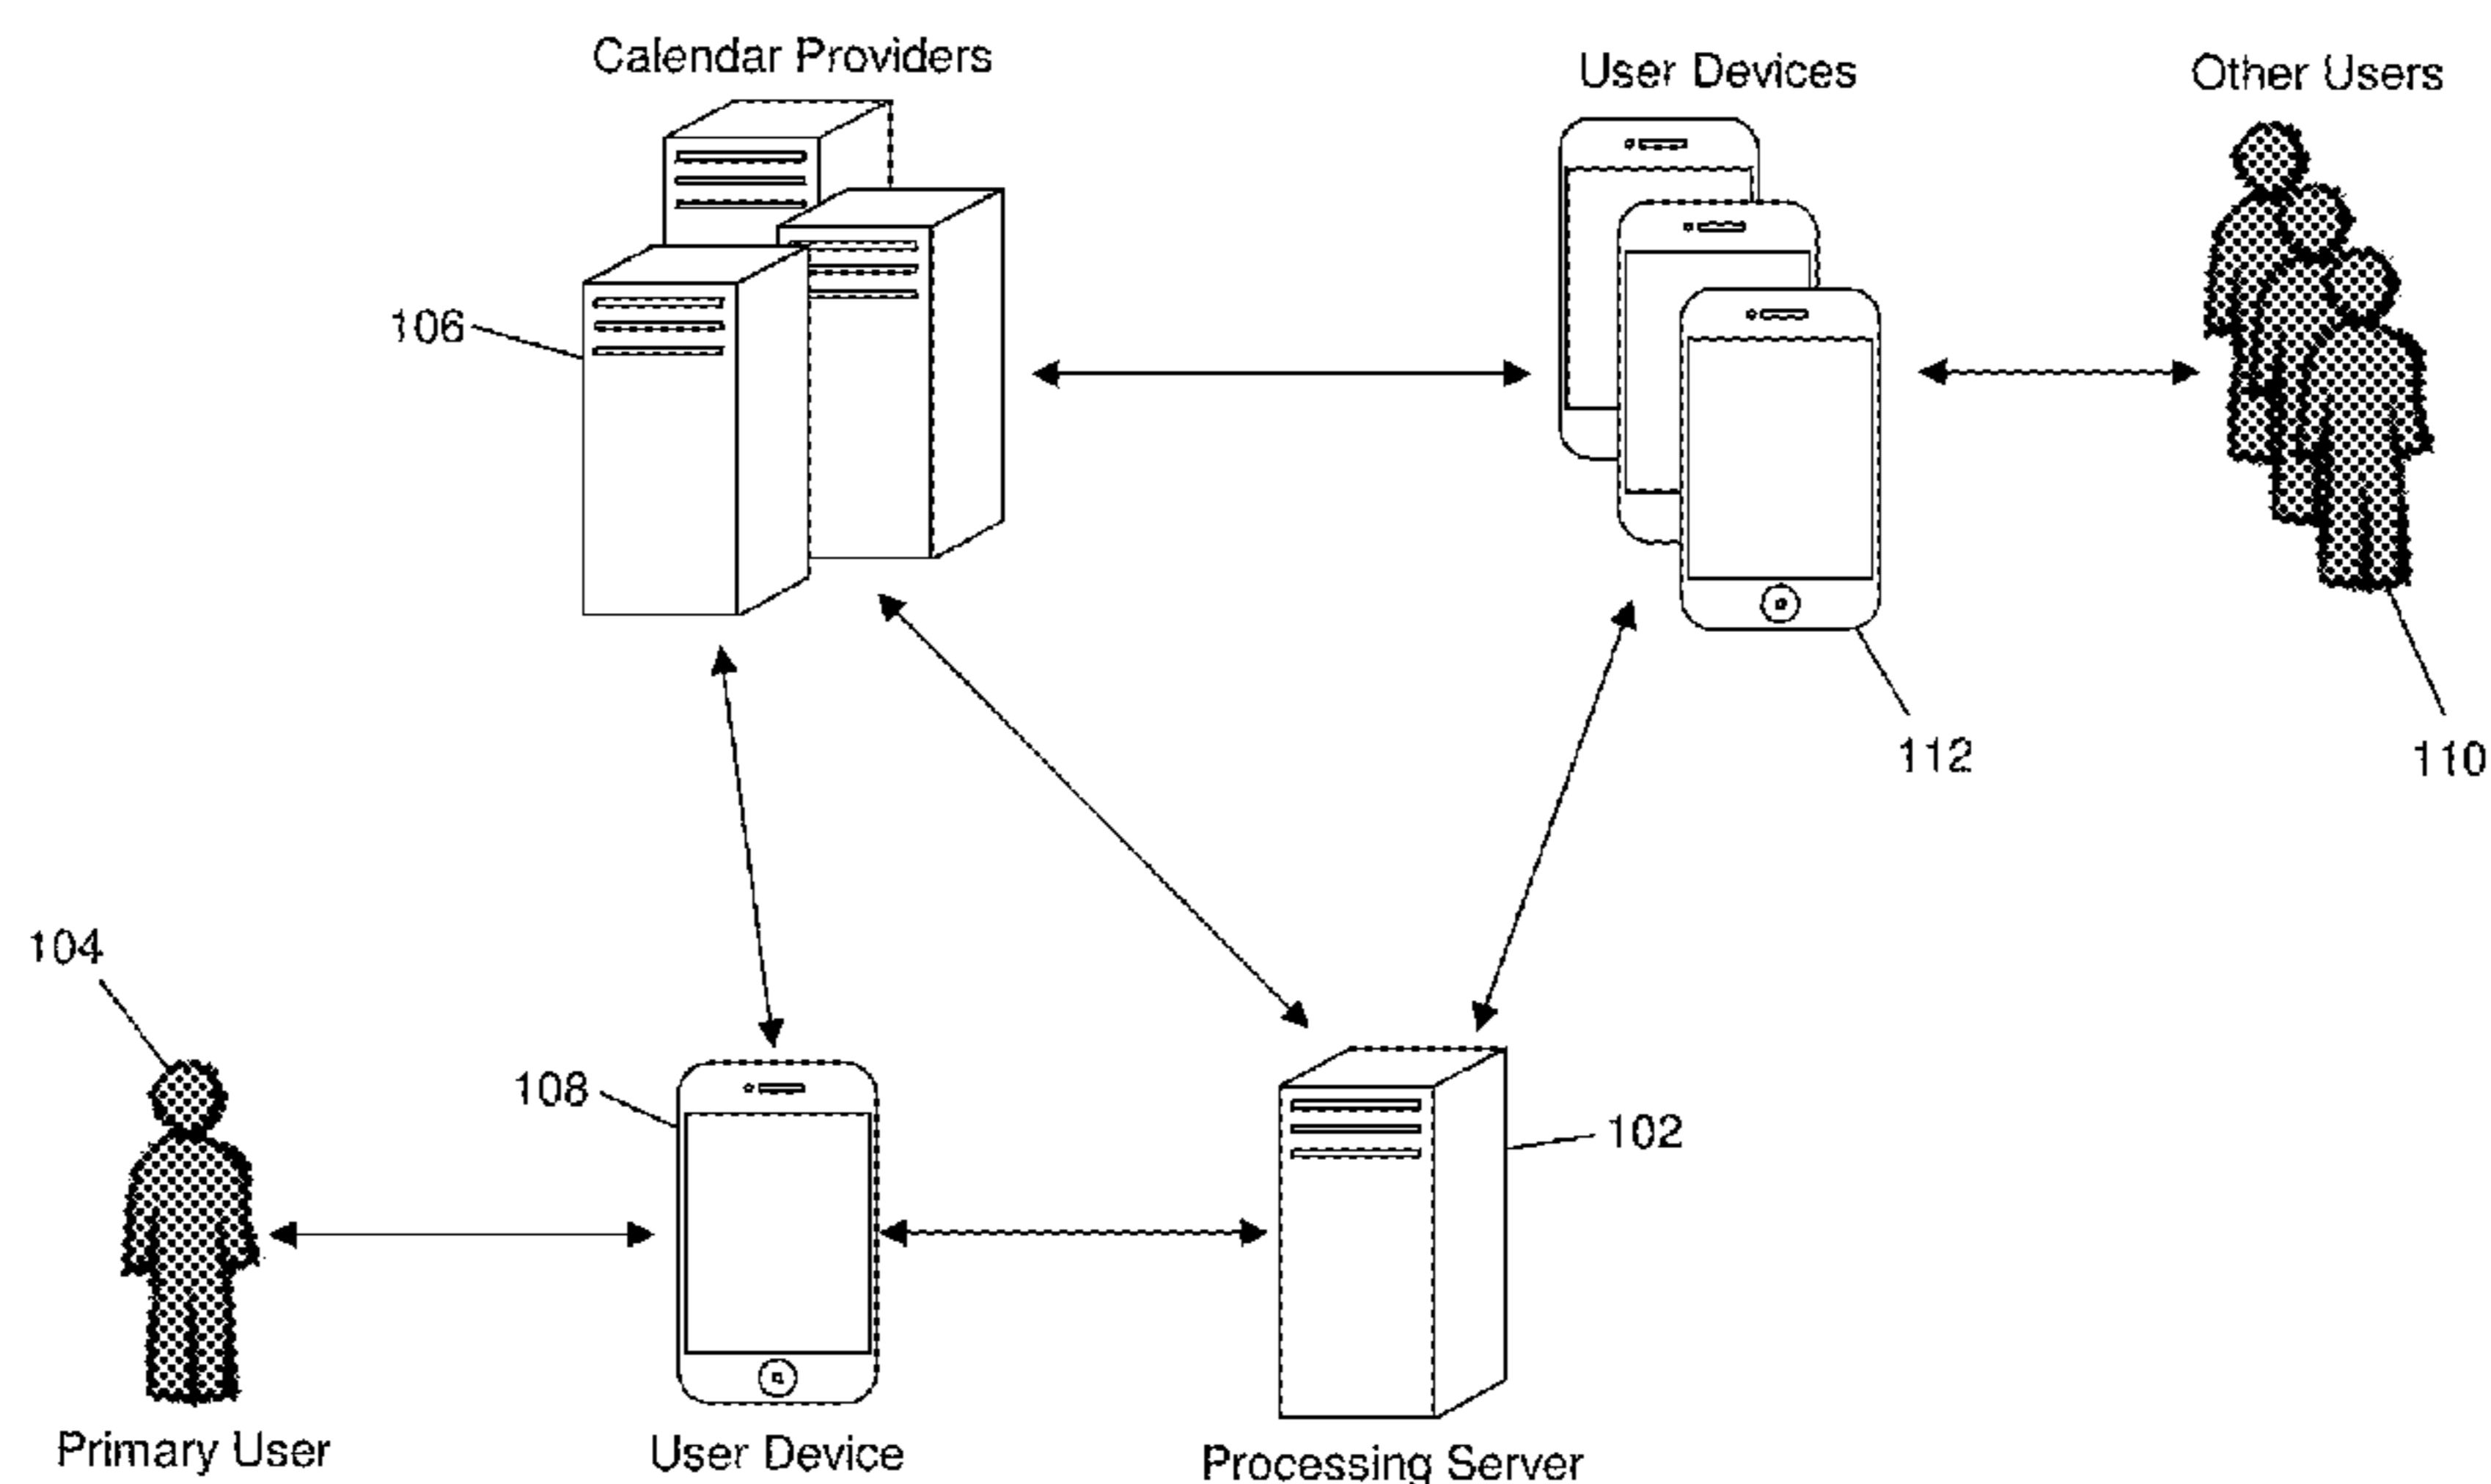 Calendar Providers
User Devices
Other Users
106
112
110
104
108
102
Primary User
User Device
Processing Server